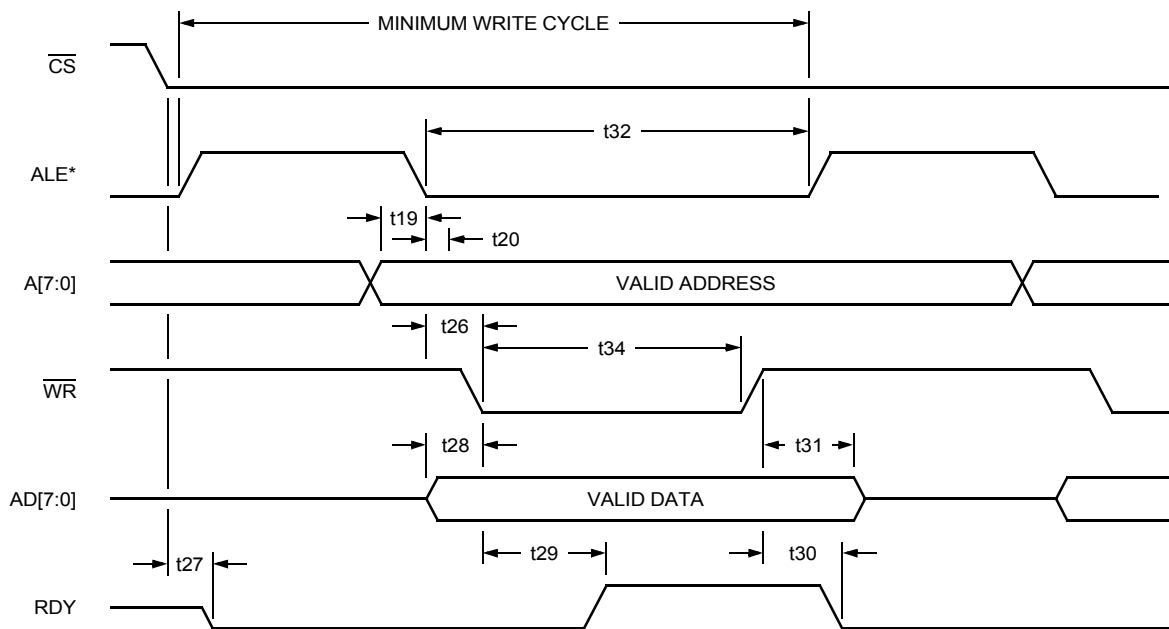 MINIMUM WRITE CYCLE
CS
t32
ALE*
t19
t20
A[7:0]
VALID ADDRESS
t26
t34
WR
t28
t31
AD[7:0]
VALID DATA
t29
t30
t27
RDY